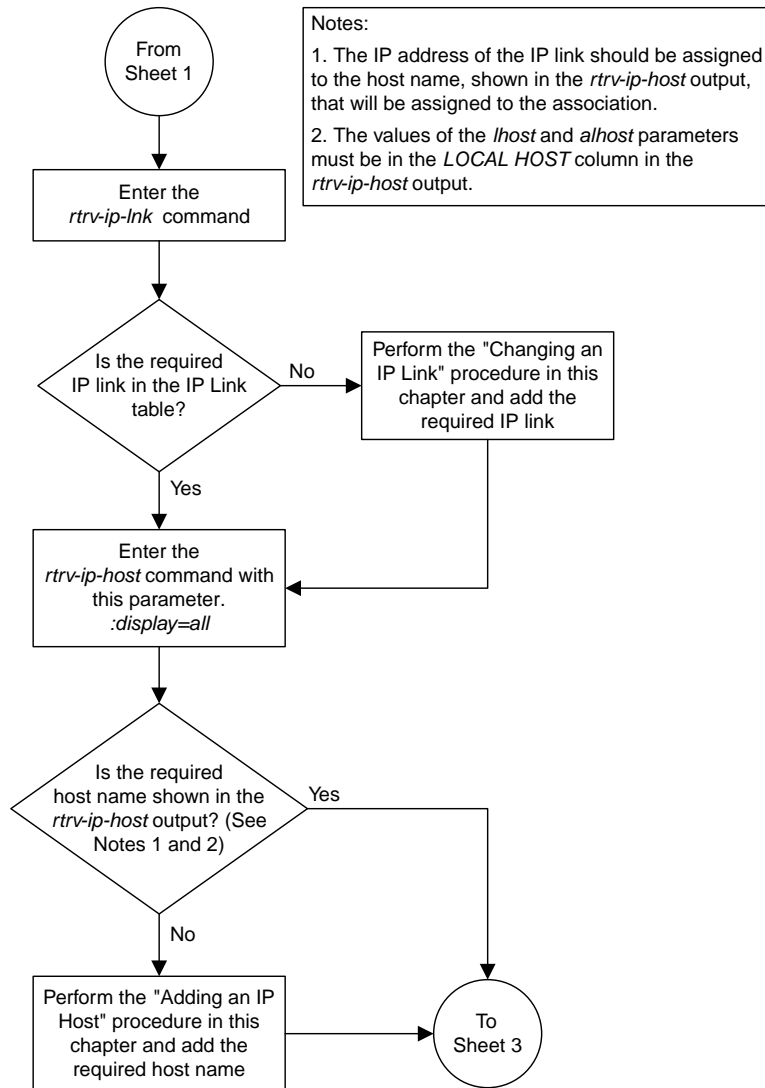 From
Sheet 1
Notes:
1. The IP address of the IP link should be assigned
to the host name, shown in the rtrv-ip-host output,
that will be assigned to the association.
2. The values of the lhost and alhost parameters
must be in the LOCAL HOST column in the
rtrv-ip-host output.
Enter the
rtrv-ip-lnk command
Is the required
IP link in the IP Link
table?
No
Perform the "Changing an
IP Link" procedure in this
chapter and add the
required IP link
Yes
Enter the
rtrv-ip-host command with
this parameter.
:display=all
Is the required
host name shown in the
rtrv-ip-host output? (See
Notes 1 and 2)
Yes
No
Perform the "Adding an IP
Host" procedure in this
chapter and add the
required host name
To
Sheet 3